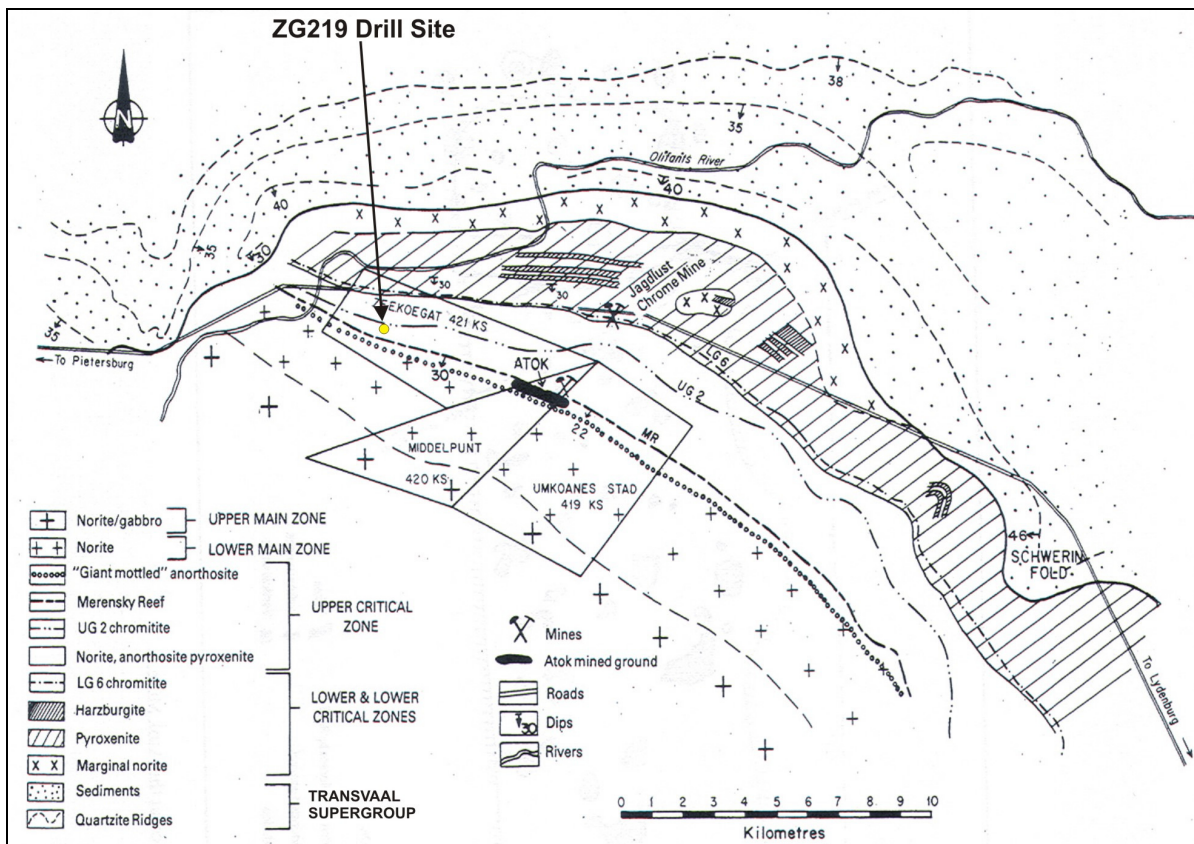 ZG219 Drill Site
N
38
35
Olifants River
40
40
35
30
35
To Pietersburg
30
30
ZEEKOEGAT 421 KS
Jagdlust
Chrome Mine
LG6
UG2
ATOK
30
22
MR
MIDDELPUNT
420 KS
UMKOANES STAD
419 KS
46
SCHWERIN
FOLD
To Lydenburg
Norite/gabbro
UPPER MAIN ZONE
Norite
LOWER MAIN ZONE
"Giant mottled" anorthosite
Merensky Reef
UG 2 chromitite
Norite, anorthosite pyroxenite
UPPER CRITICAL
ZONE
LG 6 chromitite
Harzburgite
Pyroxenite
Marginal norite
LOWER & LOWER
CRITICAL ZONES
Sediments
Quartzite Ridges
TRANSVAAL
SUPERGROUP
Mines
Atok mined ground
Roads
30 Dips
Rivers
0 1 2 3 4 5 6 7 8 9 10
Kilometres